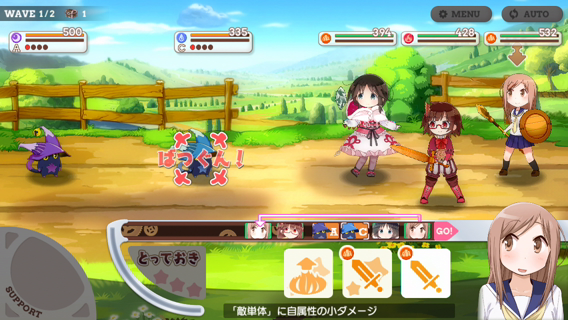 WAVE 1/2 1
MENU
AUTO
500
A
335
C
394
428
532
ばつぐん!
A C GO!
とっておき
SUPPORT
「敵単体」に自属性の小ダメージ